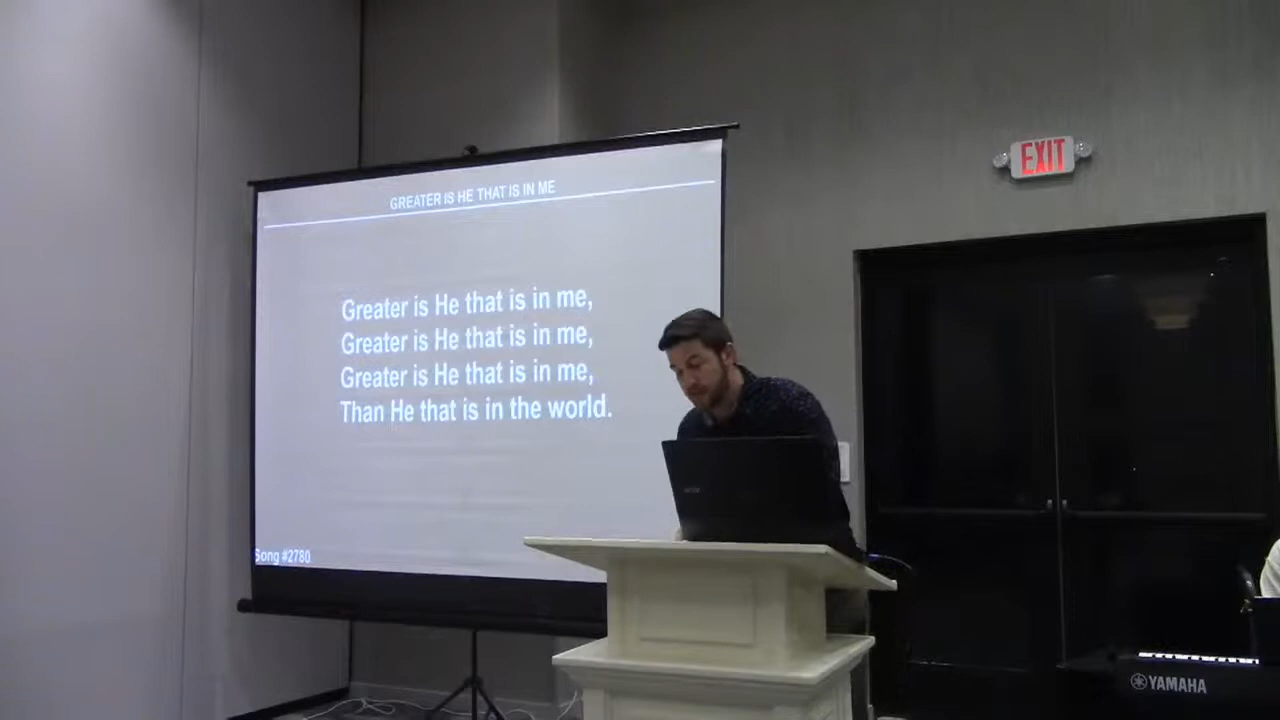 GREATER IS HE THAT IS IN ME
Greater is He that is in me,
Greater is He that is in me,
Greater is He that is in me,
Than He that is in the world.
Song #2780
EXIT
YAMAHA